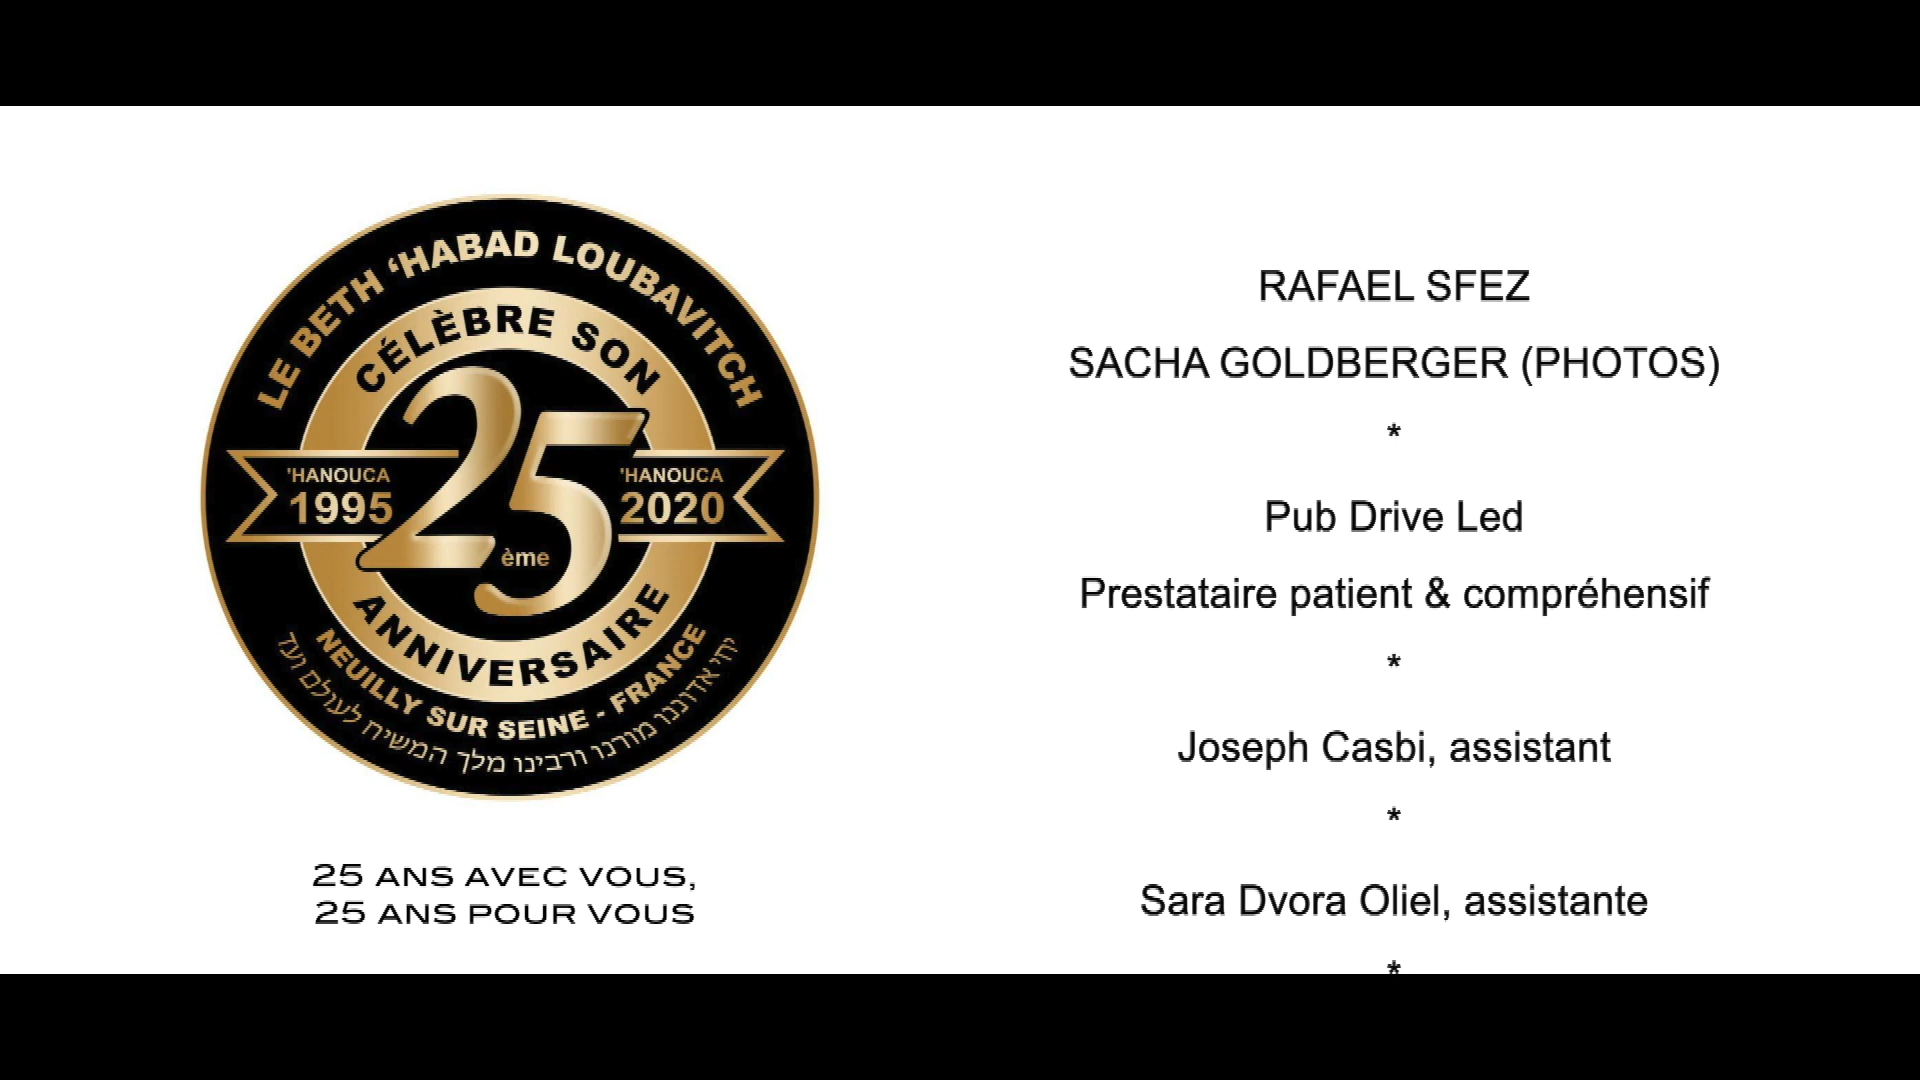 LE BETH ‘HABAD LOUBAVITCH
CÉLÈBRE SON
25ème
'HANOUCA
1995
'HANOUCA
2020
ANNIVERSAIRE
NEUILLY SUR SEINE - FRANCE
יחי אדוננו מורנו ורבינו מלך המשיח לעולם ועד
25 ANS AVEC VOUS,
25 ANS POUR VOUS
RAFAEL SFEZ
SACHA GOLDBERGER (PHOTOS)
*
Pub Drive Led
Prestataire patient & compréhensif
*
Joseph Casbi, assistant
*
Sara Dvora Oliel, assistante
*